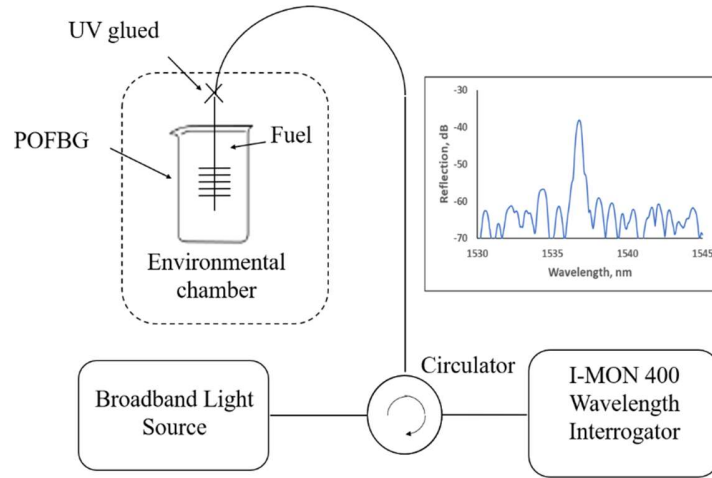 UV glued
POFBG
Fuel
Environmental
chamber
-30
-40
-50
-60
-70
Reflection, dB
1530
1535
1540
1545
Wavelength, nm
Circulator
Broadband Light
Source
I-MON 400
Wavelength
Interrogator